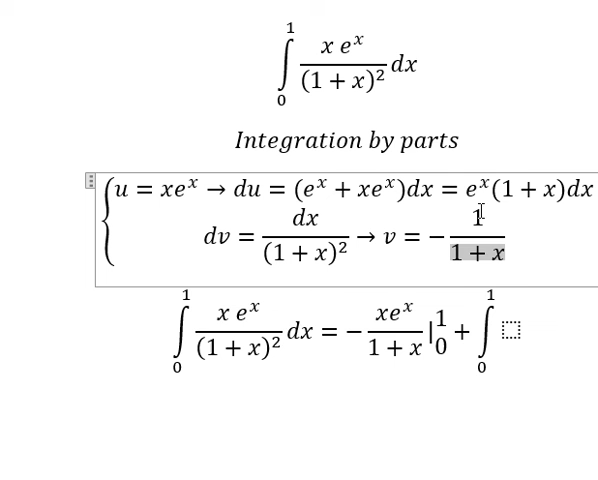 ∫₀¹ x eˣ / (1 + x)² dx
Integration by parts
{ u = xeˣ → du = (eˣ + xeˣ)dx = eˣ(1 + x)dx
dv = dx / (1 + x)² → v = − 1 / (1 + x)
∫₀¹ x eˣ / (1 + x)² dx = − xeˣ / (1 + x) |₀¹ + ∫₀¹